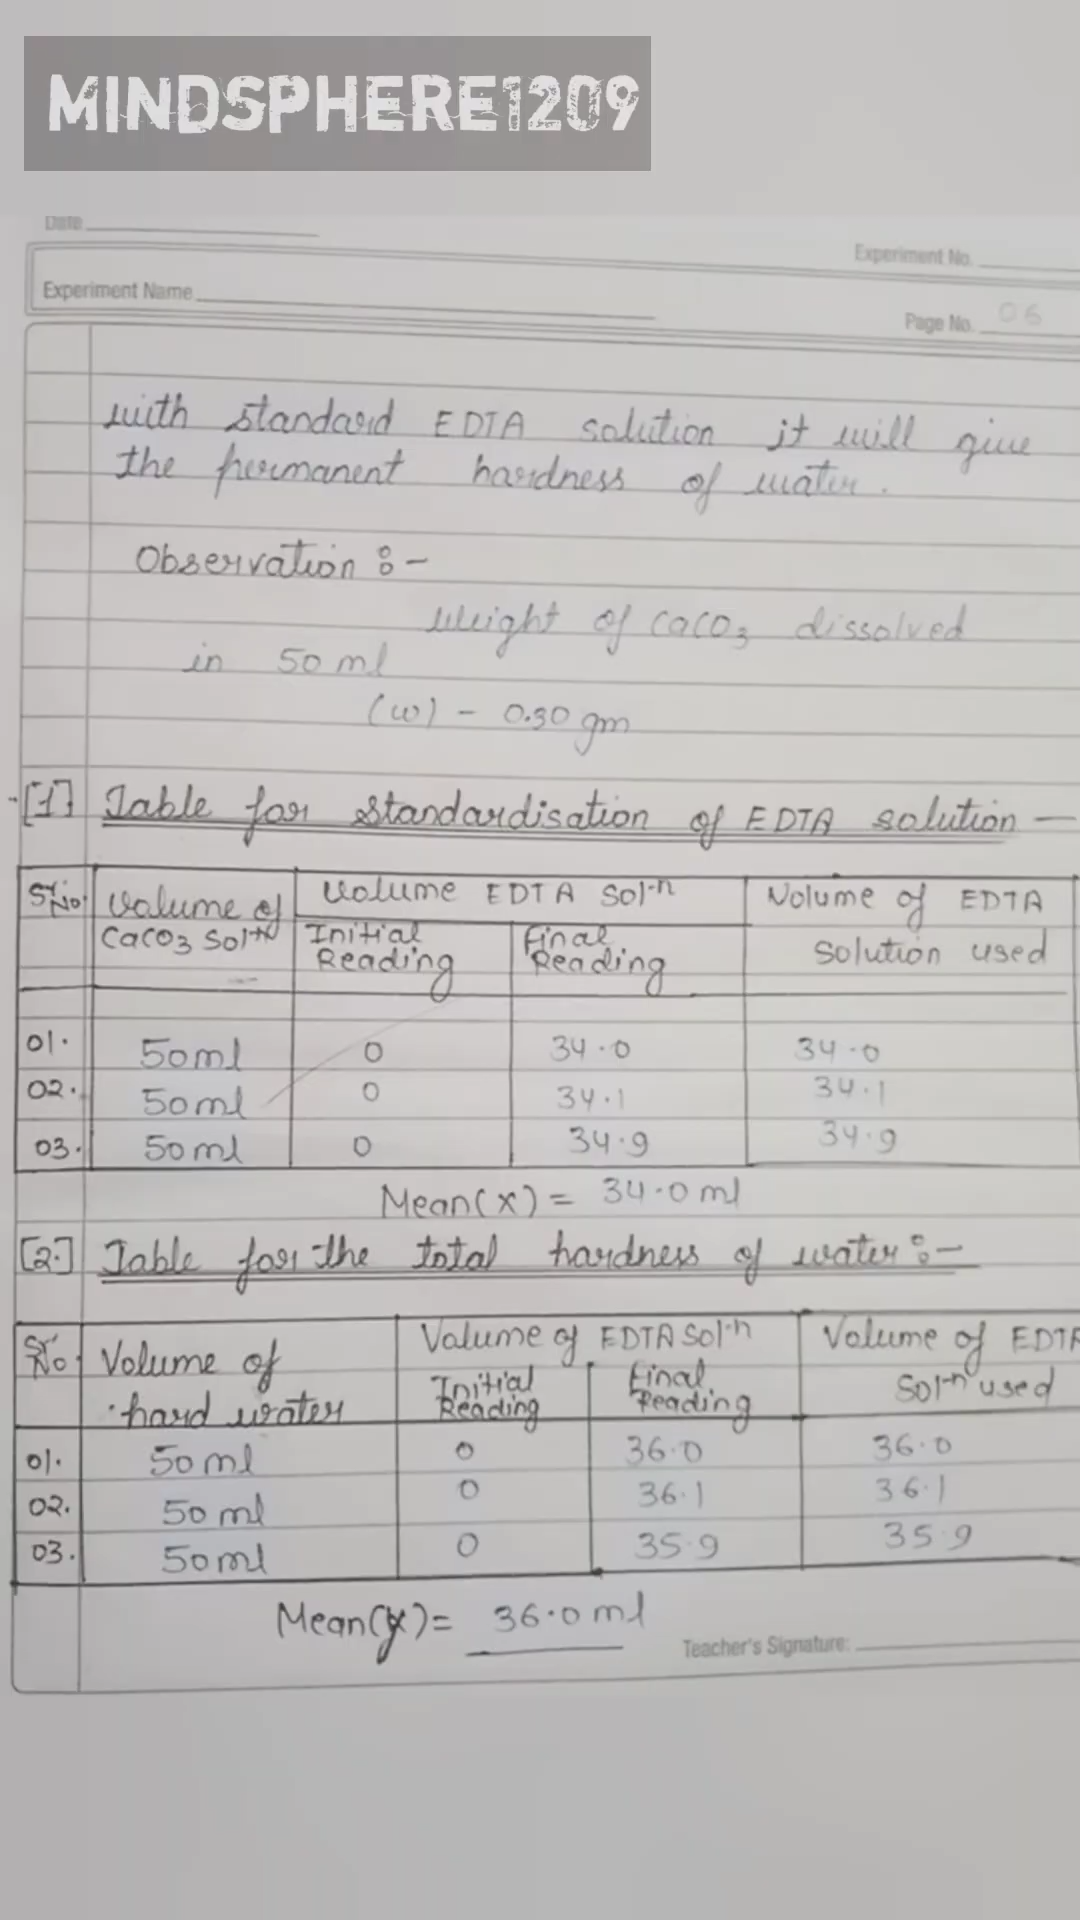 MINDSPHERE1209
Date
Experiment No.
Experiment Name
Page No. 06
with standard EDTA solution it will give
the permanent hardness of water.
Observation :-
Weight of CaCO3 dissolved
in 50 ml
(w) - 0.30 gm
[1] Table for standardisation of EDTA solution -
Sr. No. Volume of CaCO3 Solⁿ Volume EDTA Sol-n Volume of EDTA Solution used
Initial Reading Final Reading
01. 50ml 0 34.0 34.0
02. 50ml 0 34.1 34.1
03. 50ml 0 34.9 34.9
Mean(x) = 34.0 ml
[2.] Table for the total hardness of water :-
Sr. No. Volume of hard water Volume of EDTA Sol-n Volume of EDTA Sol-n used
Initial Reading Final Reading
01. 50 ml 0 36.0 36.0
02. 50 ml 0 36.1 36.1
03. 50ml 0 35.9 35.9
Mean(y) = 36.0 ml
Teacher's Signature: